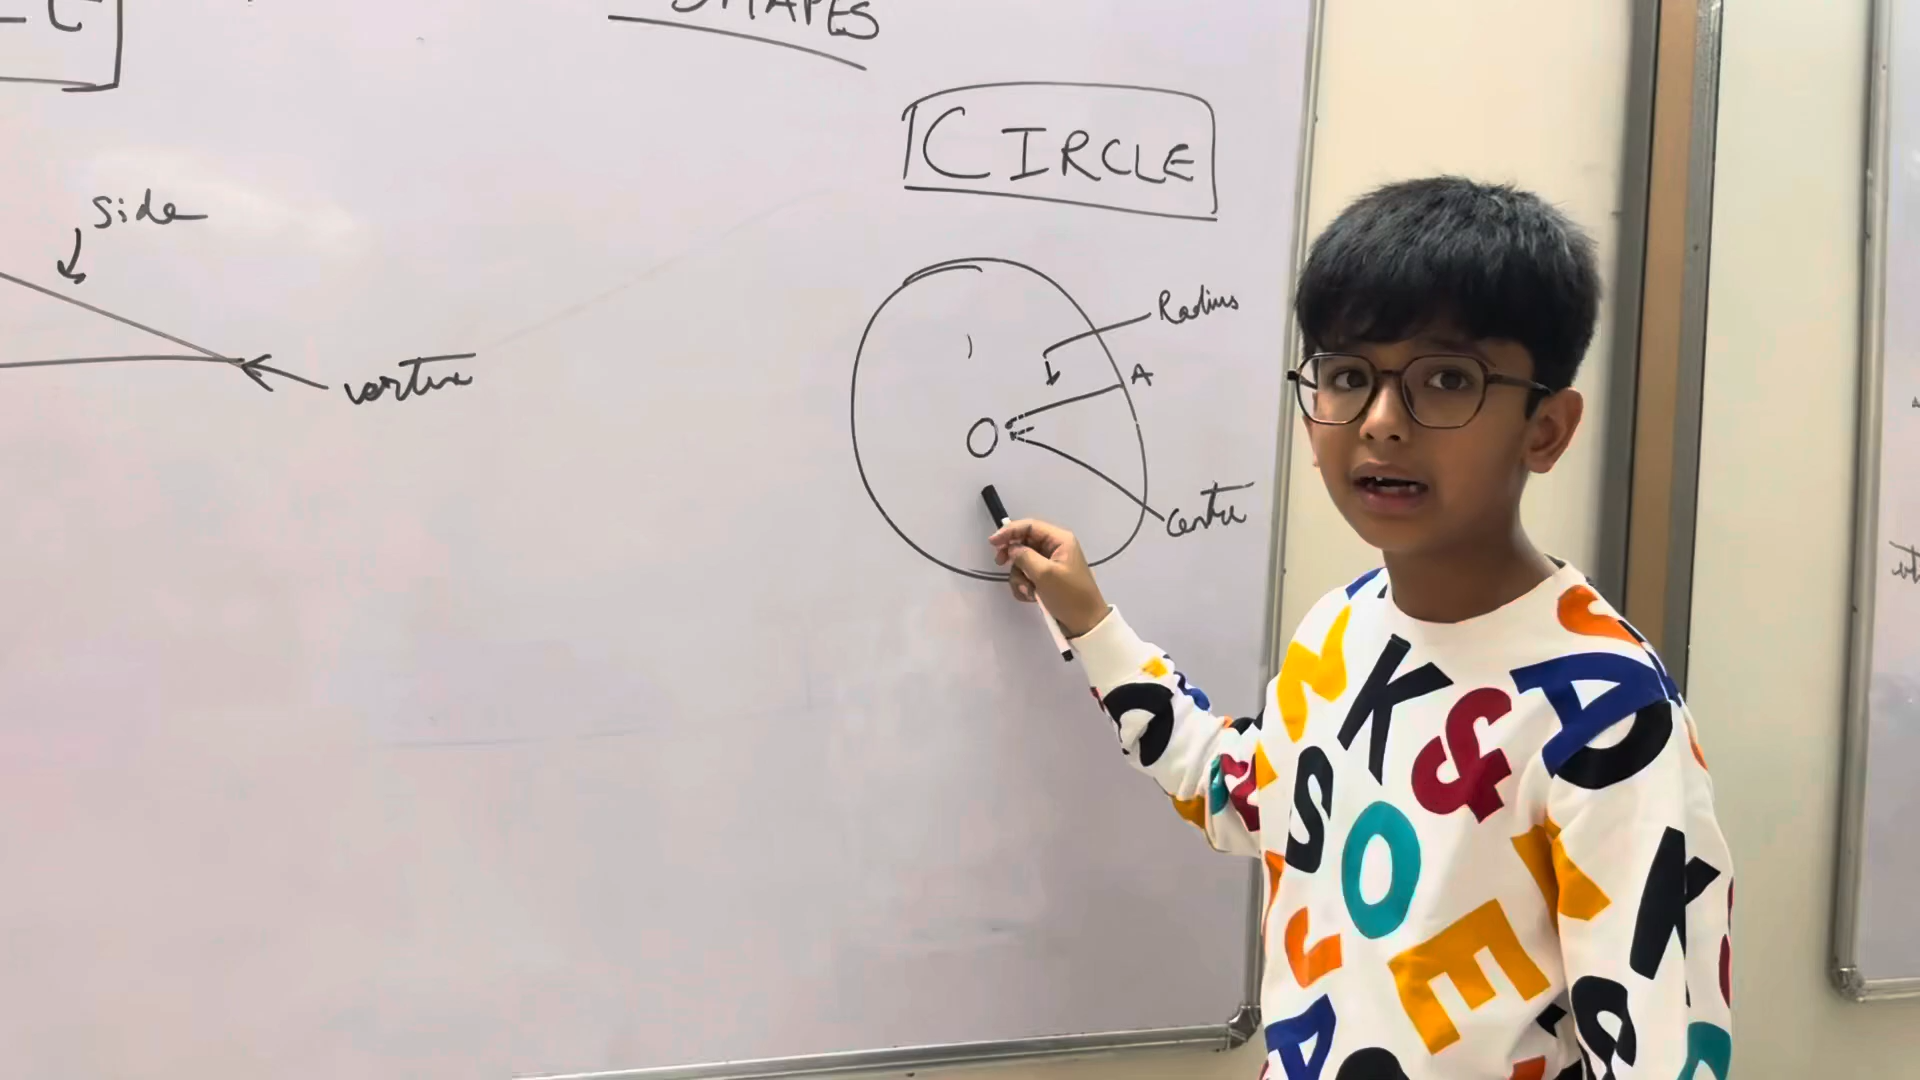 SHAPES
CIRCLE
Side
vertex
Radius
A
O
centre